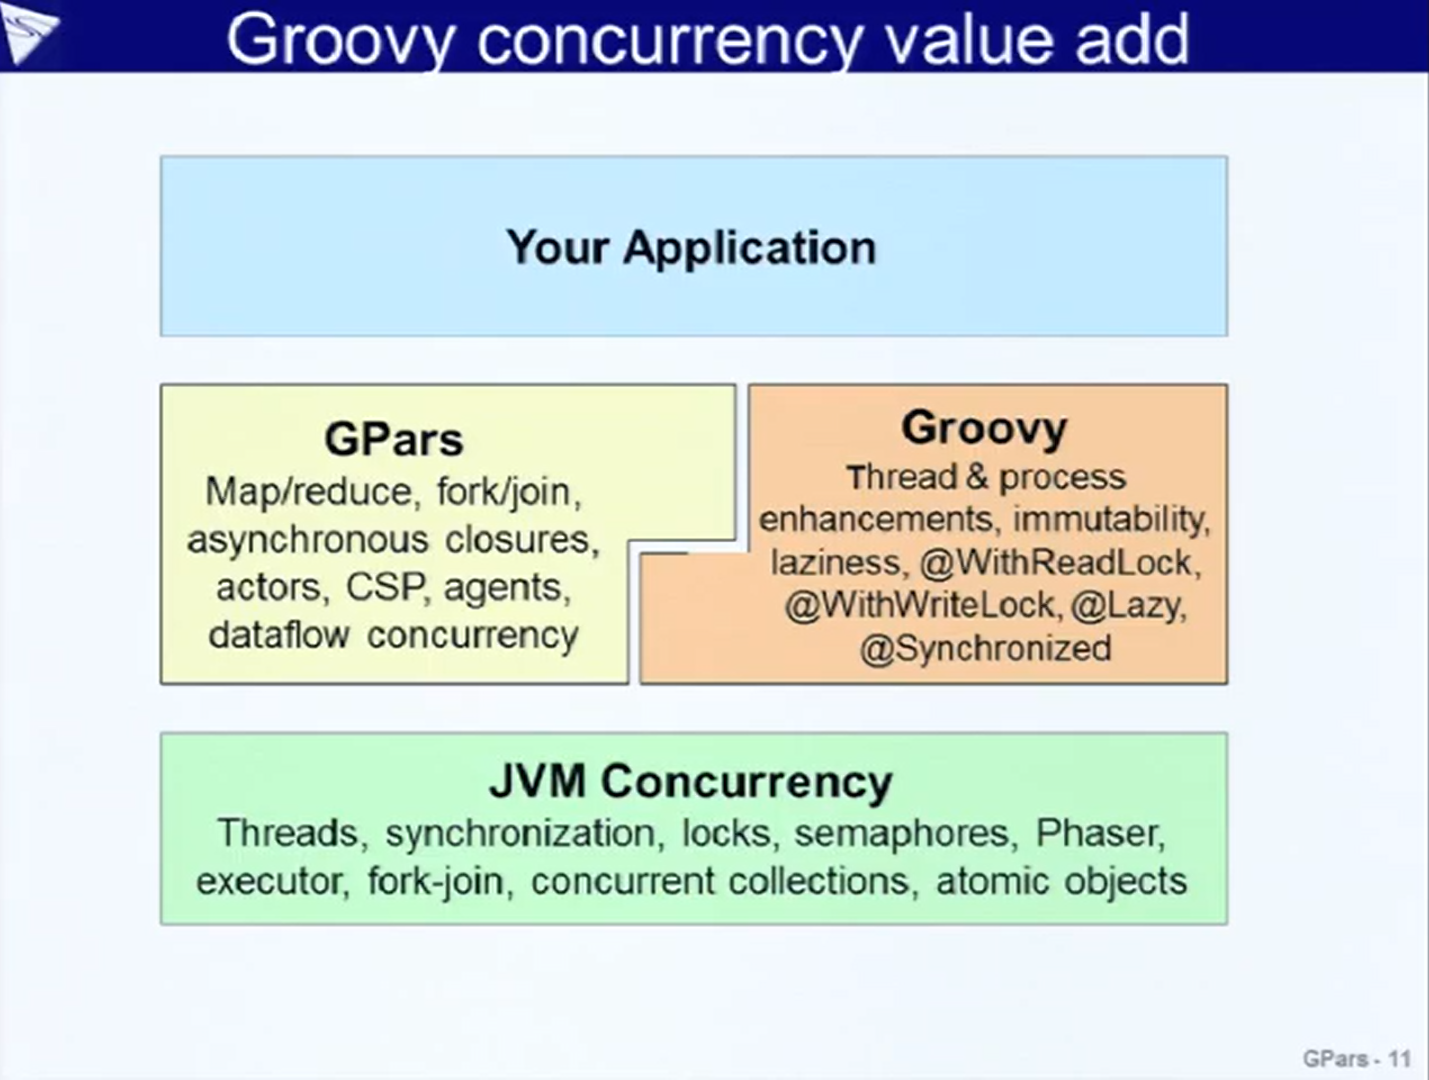 Groovy concurrency value add
Your Application
GPars
Map/reduce, fork/join,
asynchronous closures,
actors, CSP, agents,
dataflow concurrency
Groovy
Thread & process
enhancements, immutability,
laziness, @WithReadLock,
@WithWriteLock, @Lazy,
@Synchronized
JVM Concurrency
Threads, synchronization, locks, semaphores, Phaser,
executor, fork-join, concurrent collections, atomic objects
GPars - 11